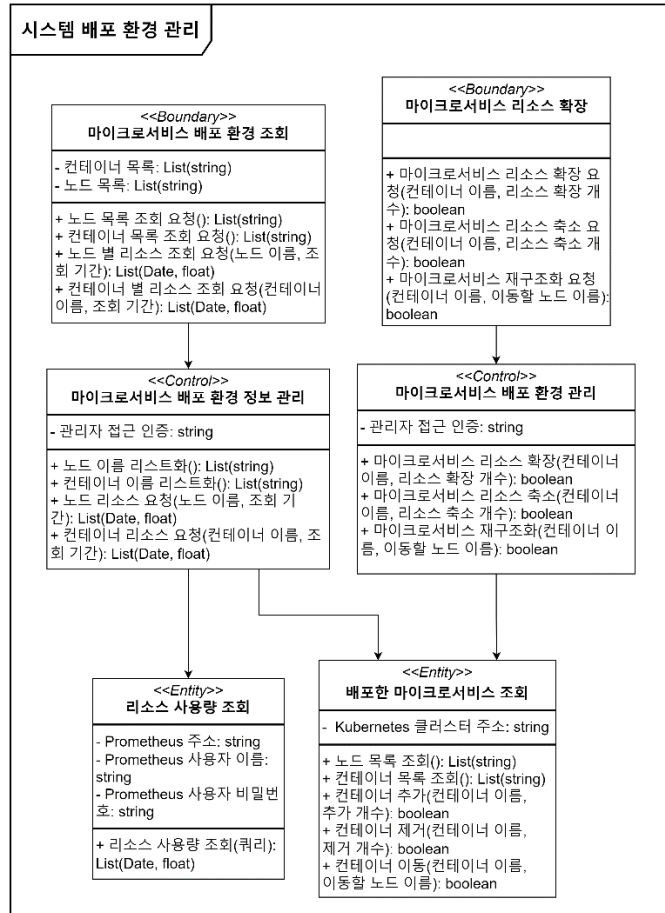 시스템 배포 환경 관리
<<Boundary>>
마이크로서비스 배포 환경 조회
- 컨테이너 목록: List(string)
- 노드 목록: List(string)
+ 노드 목록 조회 요청(): List(string)
+ 컨테이너 목록 조회 요청(): List(string)
+ 노드 별 리소스 조회 요청(노드 이름, 조
회 기간): List(Date, float)
+ 컨테이너 별 리소스 조회 요청(컨테이너
이름, 조회 기간): List(Date, float)
<<Boundary>>
마이크로서비스 리소스 확장
+ 마이크로서비스 리소스 확장 요
청(컨테이너 이름, 리소스 확장 개
수): boolean
+ 마이크로서비스 리소스 축소 요
청(컨테이너 이름, 리소스 축소 개
수): boolean
+ 마이크로서비스 재구조화 요청
(컨테이너 이름, 이동할 노드 이름):
boolean
<<Control>>
마이크로서비스 배포 환경 정보 관리
- 관리자 접근 인증: string
+ 노드 이름 리스트화(): List(string)
+ 컨테이너 이름 리스트화(): List(string)
+ 노드 리소스 요청(노드 이름, 조회 기
간): List(Date, float)
+ 컨테이너 리소스 요청(컨테이너 이름, 조
회 기간): List(Date, float)
<<Control>>
마이크로서비스 배포 환경 관리
- 관리자 접근 인증: string
+ 마이크로서비스 리소스 확장(컨테이너
이름, 리소스 확장 개수): boolean
+ 마이크로서비스 리소스 축소(컨테이너
이름, 리소스 축소 개수): boolean
+ 마이크로서비스 재구조화(컨테이너 이
름, 이동할 노드 이름): boolean
<<Entity>>
리소스 사용량 조회
- Prometheus 주소: string
- Prometheus 사용자 이름:
string
- Prometheus 사용자 비밀번
호: string
+ 리소스 사용량 조회(쿼리):
List(Date, float)
<<Entity>>
배포한 마이크로서비스 조회
- Kubernetes 클러스터 주소: string
+ 노드 목록 조회(): List(string)
+ 컨테이너 목록 조회(): List(string)
+ 컨테이너 추가(컨테이너 이름,
추가 개수): boolean
+ 컨테이너 제거(컨테이너 이름,
제거 개수): boolean
+ 컨테이너 이동(컨테이너 이름,
이동할 노드 이름): boolean